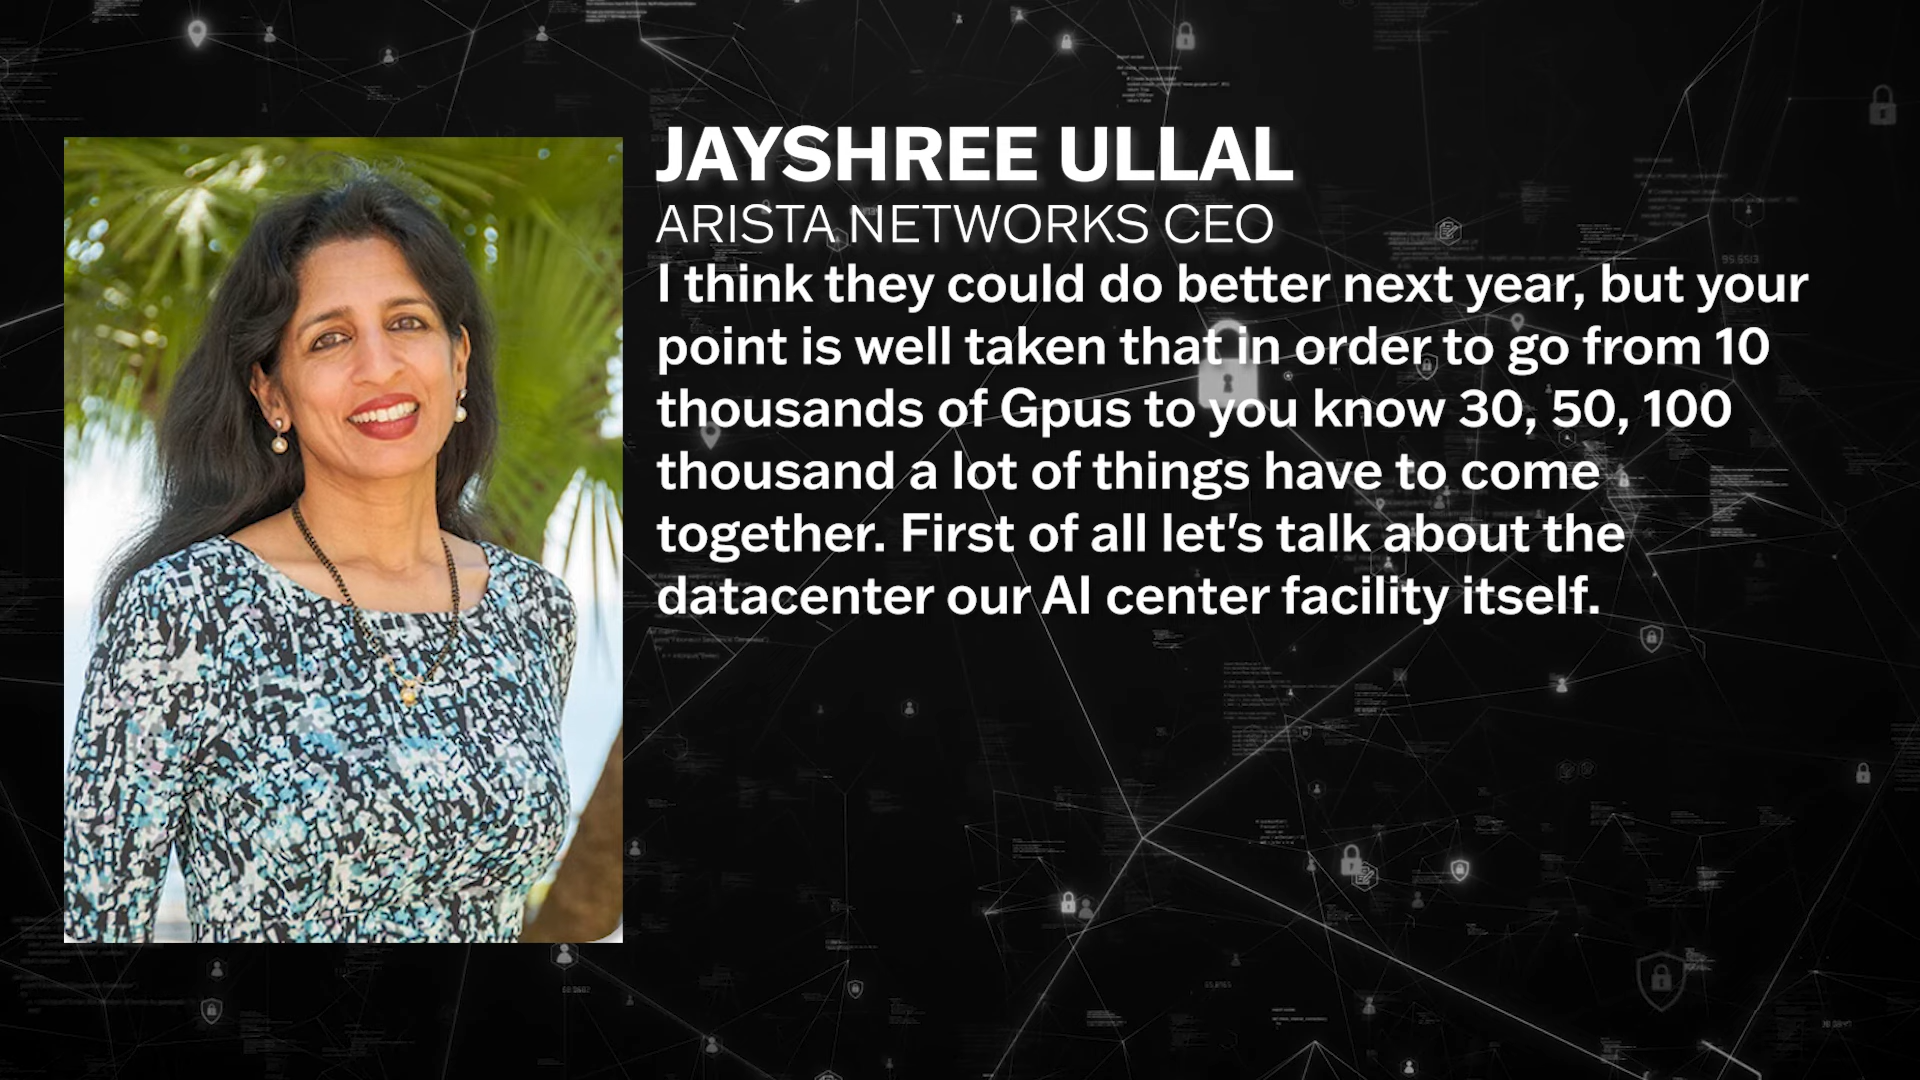 JAYSHREE ULLAL
ARISTA NETWORKS CEO
I think they could do better next year, but your
point is well taken that in order to go from 10
thousands of Gpus to you know 30, 50, 100
thousand a lot of things have to come
together. First of all let's talk about the
datacenter our AI center facility itself.